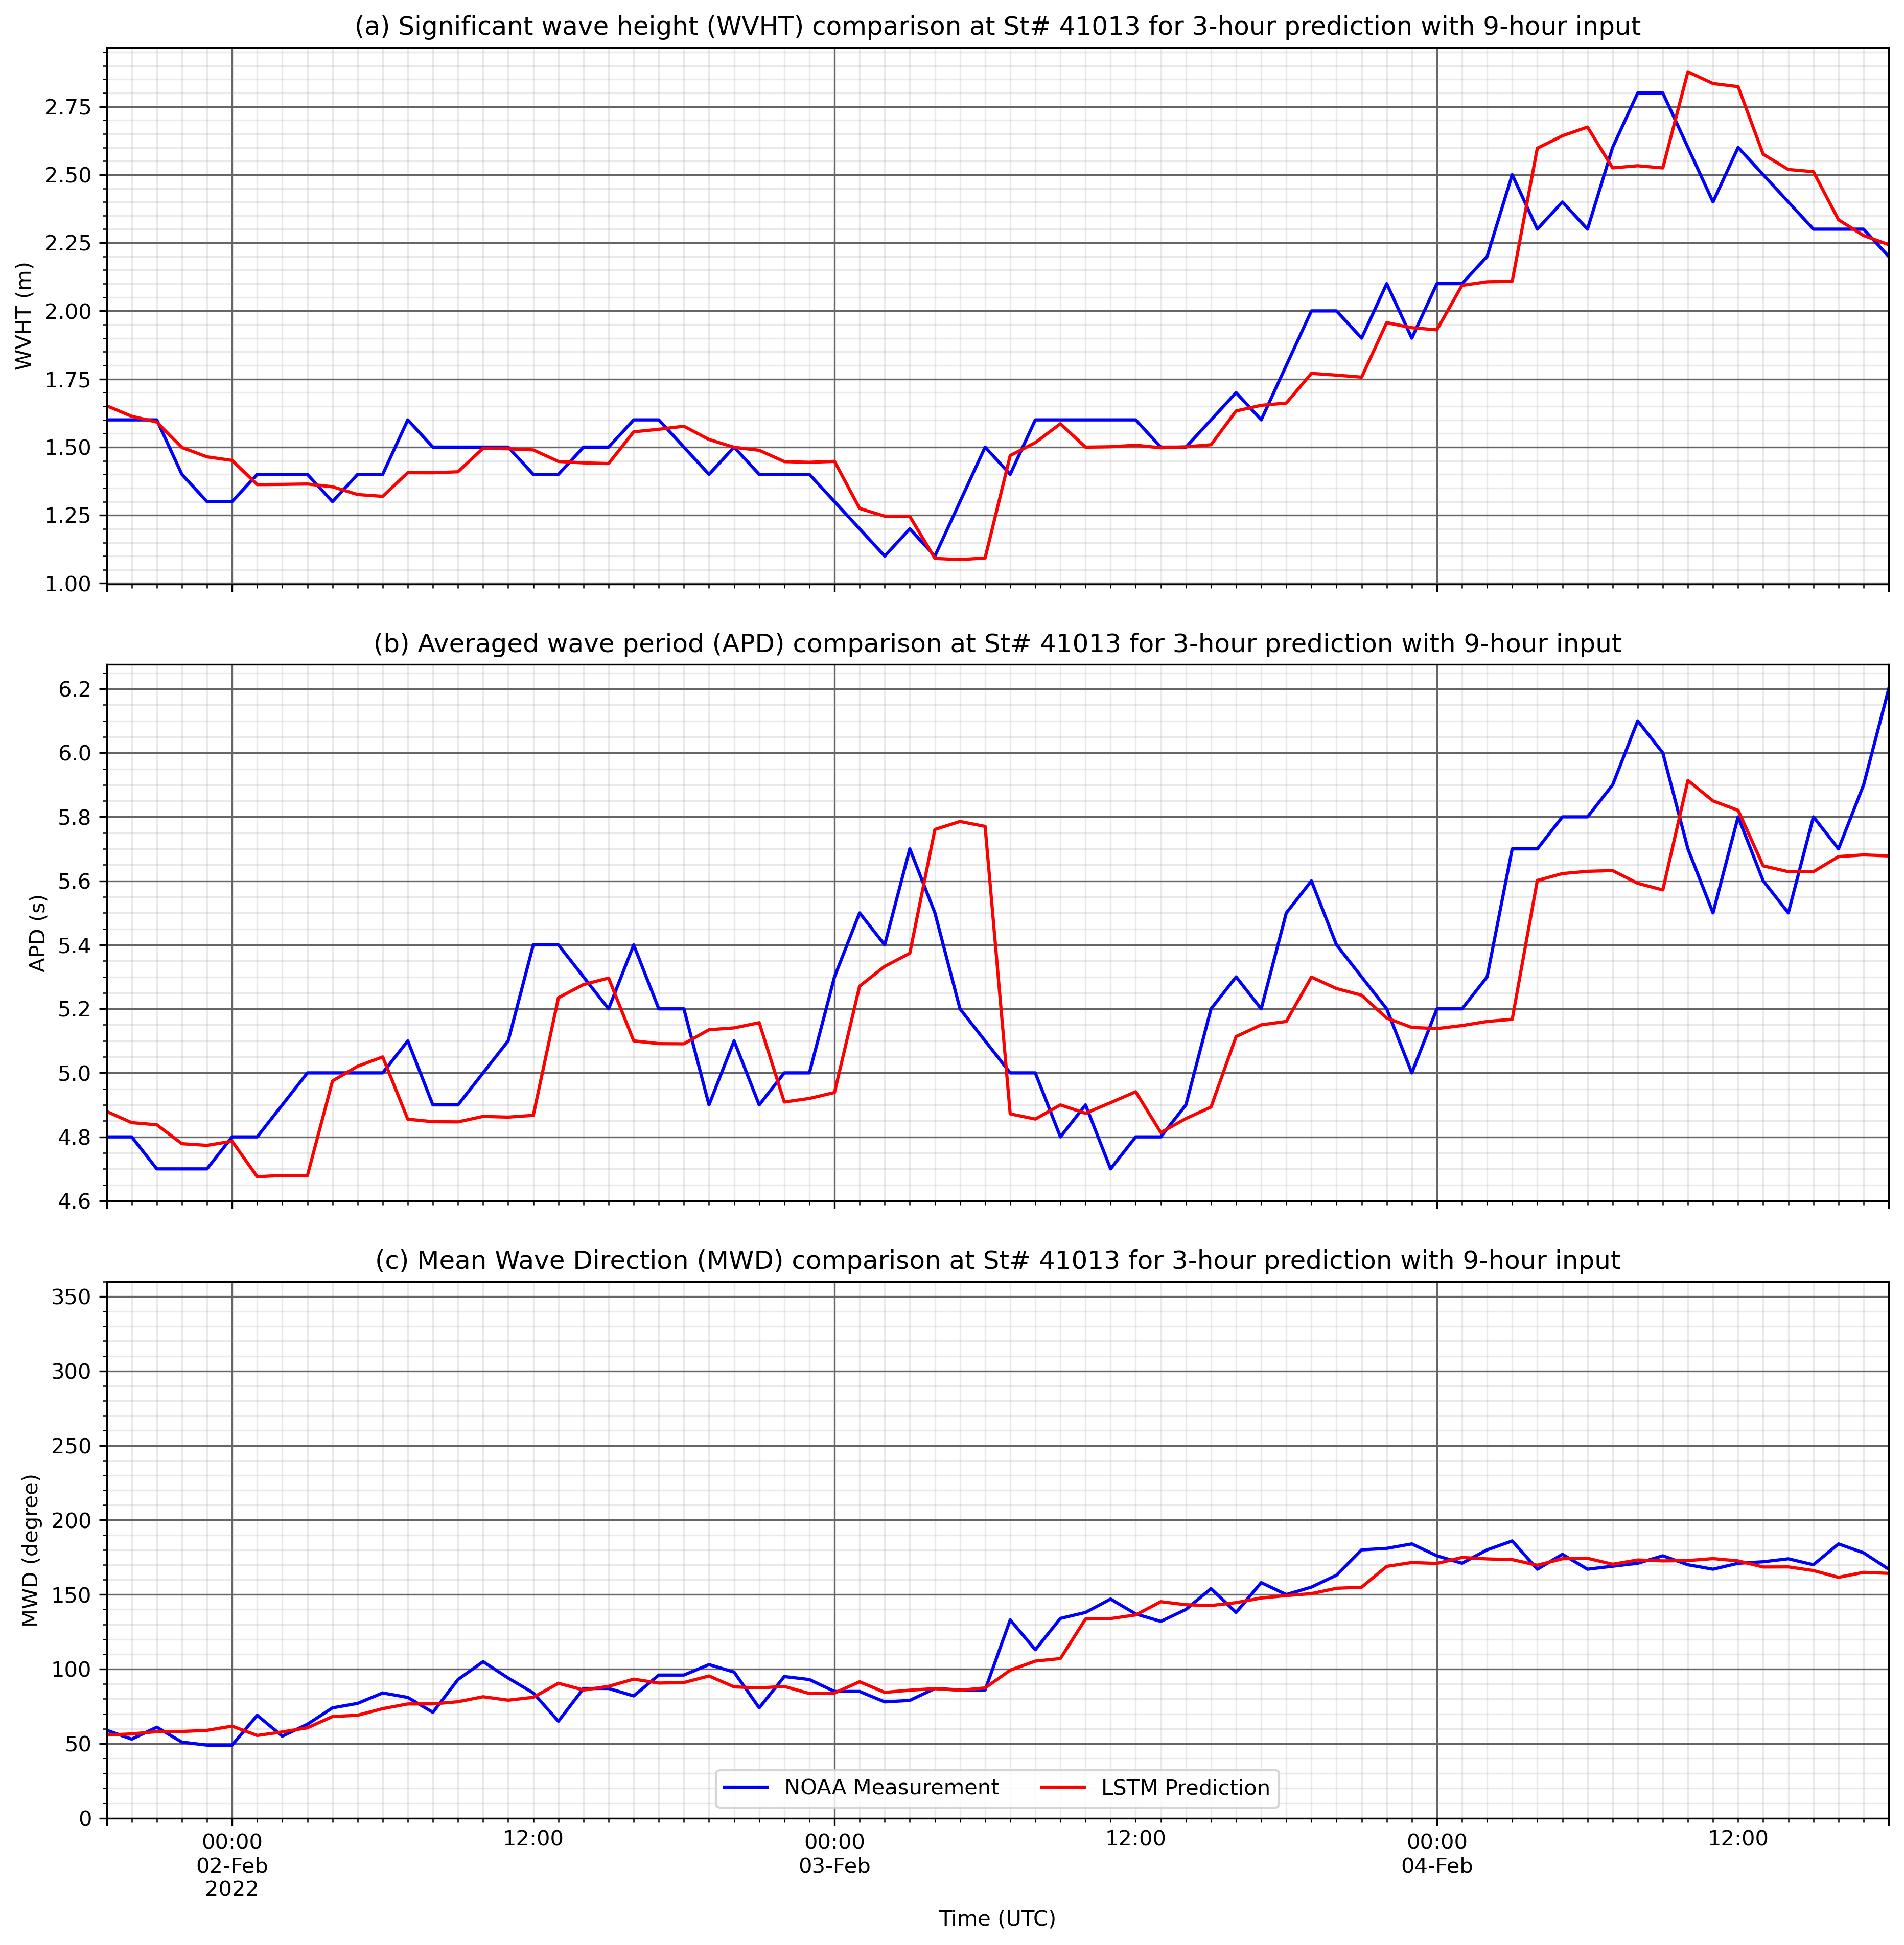 (a) Significant wave height (WVHT) comparison at St# 41013 for 3-hour prediction with 9-hour input
WVHT (m)
2.75
2.50
2.25
2.00
1.75
1.50
1.25
1.00
(b) Averaged wave period (APD) comparison at St# 41013 for 3-hour prediction with 9-hour input
APD (s)
6.2
6.0
5.8
5.6
5.4
5.2
5.0
4.8
4.6
(c) Mean Wave Direction (MWD) comparison at St# 41013 for 3-hour prediction with 9-hour input
MWD (degree)
350
300
250
200
150
100
50
0
NOAA Measurement LSTM Prediction
00:00 12:00 00:00 12:00 00:00 12:00
02-Feb 03-Feb 04-Feb
2022
Time (UTC)